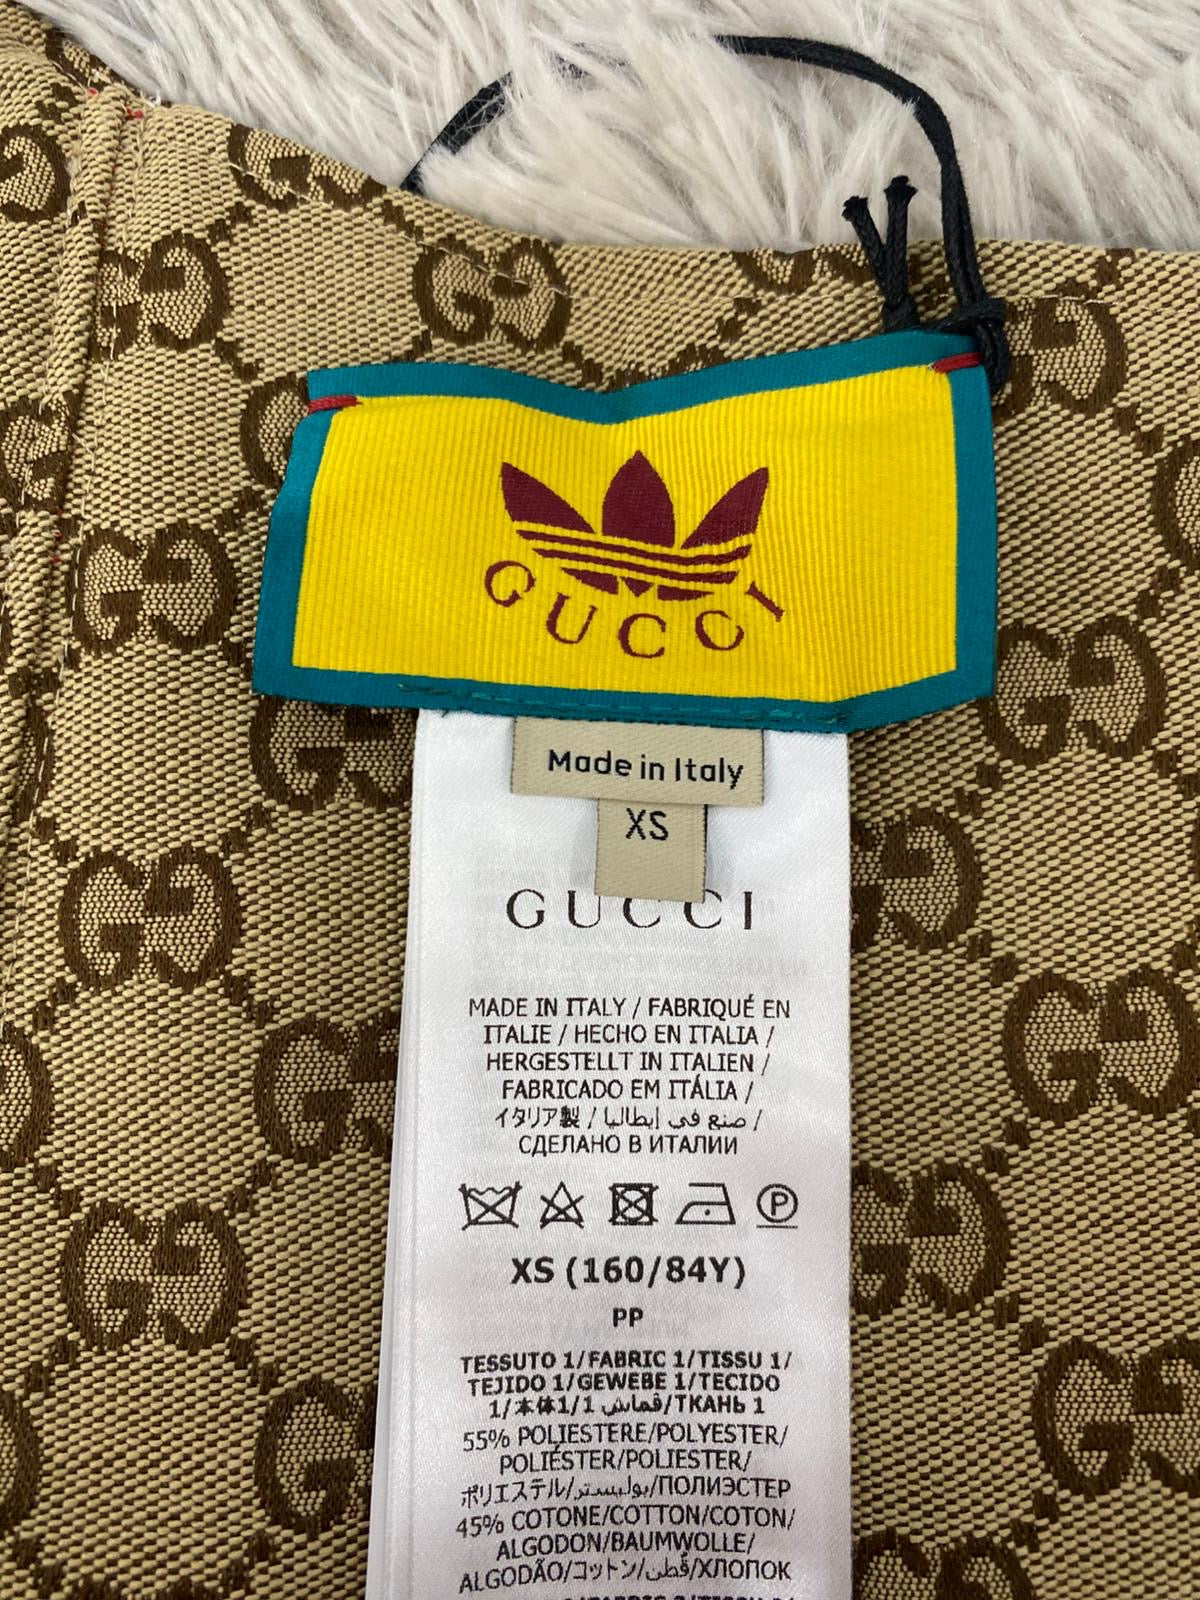 GUCCI
Made in Italy
XS
GUCCI
MADE IN ITALY / FABRIQUÉ EN
ITALIE / HECHO EN ITALIA /
HERGESTELLT IN ITALIEN /
FABRICADO EM ITÁLIA /
イタリア製 / صنع في إيطاليا /
СДЕЛАНО В ИТАЛИИ
P
XS (160/84Y)
PP
TESSUTO 1/FABRIC 1/TISSU 1/
TEJIDO 1/GEWEBE 1/TECIDO
1/本体1/1 قماش/ТКАНЬ 1
55% POLIESTERE/POLYESTER/
POLIÉSTER/POLIESTER/
ポリエステル/بوليستر/ПОЛИЭСТЕР
45% COTONE/COTTON/COTON/
ALGODON/BAUMWOLLE/
ALGODÃO/コットン/قطن/ХЛОПОК